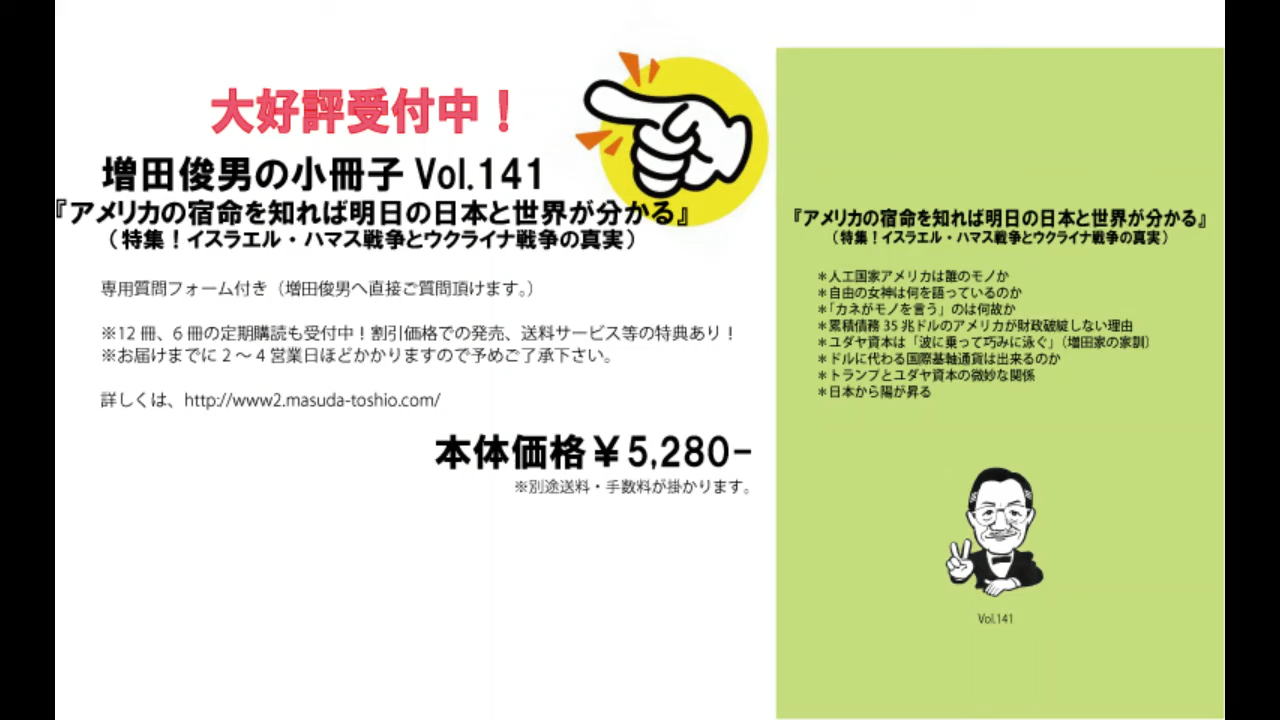 大好評受付中！
増田俊男の小冊子 Vol.141
『アメリカの宿命を知れば明日の日本と世界が分かる』
（特集！イスラエル・ハマス戦争とウクライナ戦争の真実）
専用質問フォーム付き（増田俊男へ直接ご質問頂けます。）
※12 冊、6 冊の定期購読も受付中！割引価格での発売、送料サービス等の特典あり！
※お届けまでに 2 〜 4 営業日ほどかかりますので予めご了承下さい。
詳しくは、http://www2.masuda-toshio.com/
本体価格￥5,280−
※別途送料・手数料が掛かります。
『アメリカの宿命を知れば明日の日本と世界が分かる』
（特集！イスラエル・ハマス戦争とウクライナ戦争の真実）
＊人工国家アメリカは誰のモノか
＊自由の女神は何を語っているのか
＊「カネがモノを言う」のは何故か
＊累積債務 35 兆ドルのアメリカが財政破綻しない理由
＊ユダヤ資本は「波に乗って巧みに泳ぐ」（増田家の家訓）
＊ドルに代わる国際基軸通貨は出来るのか
＊トランプとユダヤ資本の微妙な関係
＊日本から陽が昇る
Vol.141